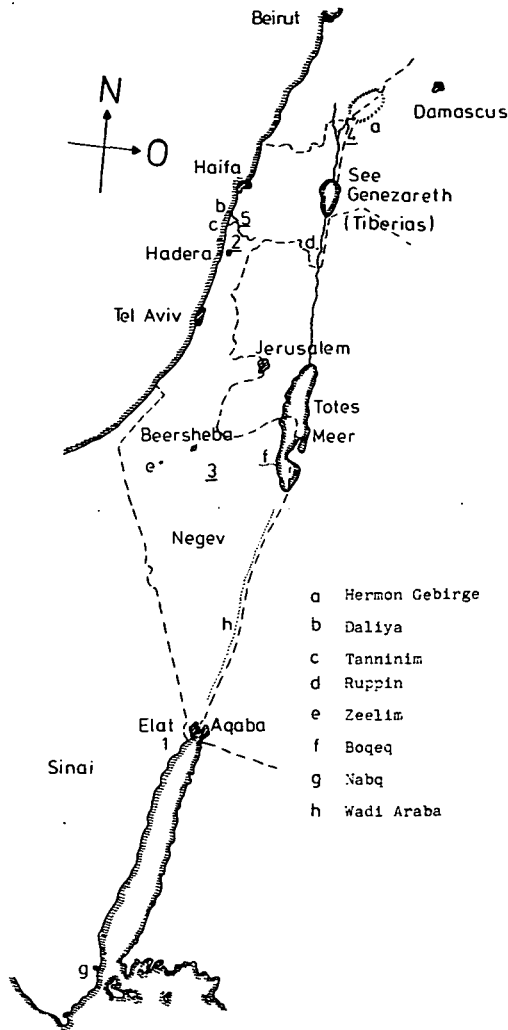 Beirut
N
O
Damascus
a
4
Haifa
See
Genezareth
(Tiberias)
b
5
c
2
d
Hadera
Tel Aviv
Jerusalem
Totes
Meer
Beersheba
e
3
f
Negev
h
a Hermon Gebirge
b Daliya
c Tanninim
d Ruppin
e Zeelim
f Boqeq
g Nabq
h Wadi Araba
Elat
Aqaba
1
Sinai
g